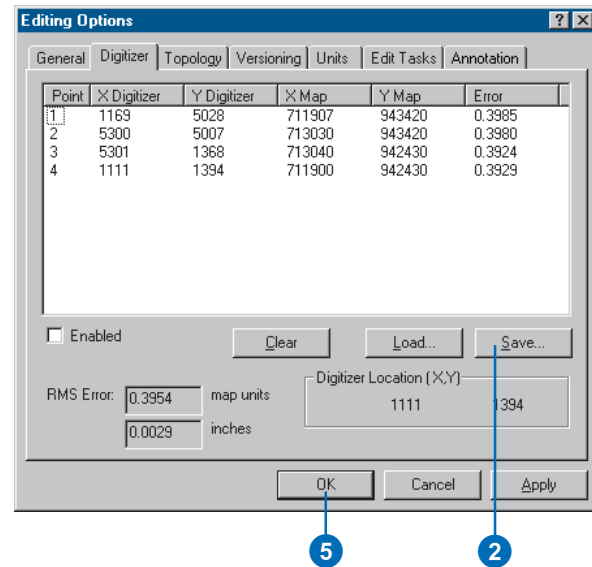 Editing Options
General Digitizer Topology Versioning Units Edit Tasks Annotation
Point X Digitizer Y Digitizer X Map Y Map Error
1 1169 5028 711907 943420 0.3985
2 5300 5007 713030 943420 0.3980
3 5301 1368 713040 942430 0.3924
4 1111 1394 711900 942430 0.3929
Enabled Clear Load... Save...
Digitizer Location (X,Y)
RMS Error: 0.3954 map units 1111 1394
0.0029 inches
OK Cancel Apply
5 2